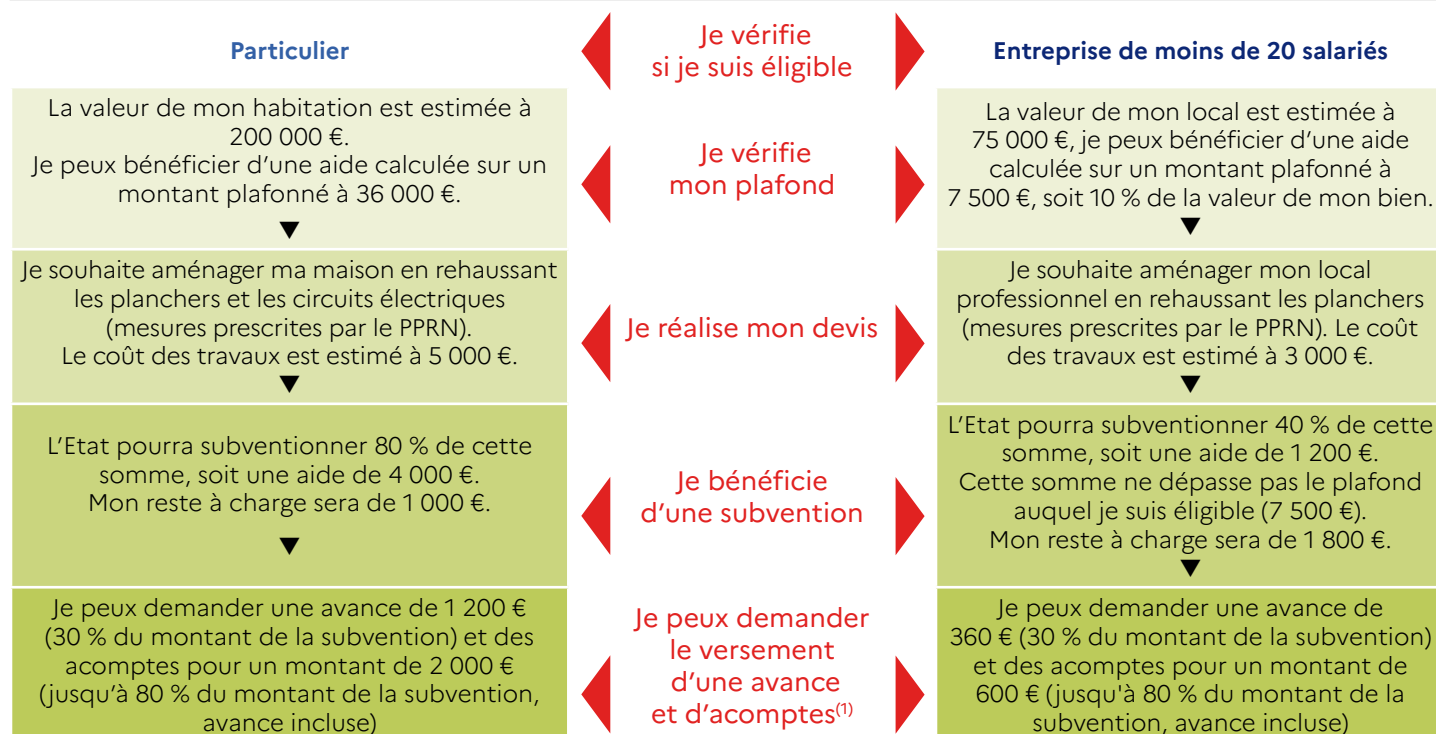 Particulier
Je vérifie
si je suis éligible
Entreprise de moins de 20 salariés
La valeur de mon habitation est estimée à
200 000 €.
Je peux bénéficier d’une aide calculée sur un
montant plafonné à 36 000 €.
▼
Je vérifie
mon plafond
La valeur de mon local est estimée à
75 000 €, je peux bénéficier d’une aide
calculée sur un montant plafonné à
7 500 €, soit 10 % de la valeur de mon bien.
▼
Je souhaite aménager ma maison en rehaussant
les planchers et les circuits électriques
(mesures prescrites par le PPRN).
Le coût des travaux est estimé à 5 000 €.
▼
Je réalise mon devis
Je souhaite aménager mon local
professionnel en rehaussant les planchers
(mesures prescrites par le PPRN). Le coût
des travaux est estimé à 3 000 €.
▼
L’Etat pourra subventionner 80 % de cette
somme, soit une aide de 4 000 €.
Mon reste à charge sera de 1 000 €.
▼
Je bénéficie
d’une subvention
L’Etat pourra subventionner 40 % de cette
somme, soit une aide de 1 200 €.
Cette somme ne dépasse pas le plafond
auquel je suis éligible (7 500 €).
Mon reste à charge sera de 1 800 €.
▼
Je peux demander une avance de 1 200 €
(30 % du montant de la subvention) et des
acomptes pour un montant de 2 000 €
(jusqu’à 80 % du montant de la subvention,
avance incluse)
Je peux demander
le versement
d’une avance
et d’acomptes⁽¹⁾
Je peux demander une avance de
360 € (30 % du montant de la subvention)
et des acomptes pour un montant de
600 € (jusqu'à 80 % du montant de la
subvention, avance incluse)